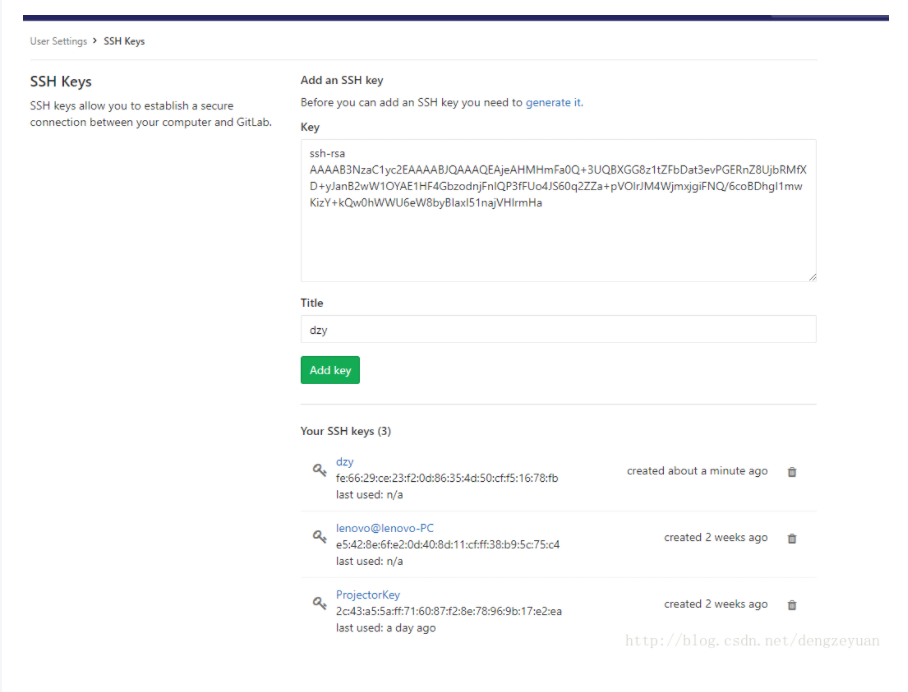 User Settings > SSH Keys
SSH Keys
SSH keys allow you to establish a secure
connection between your computer and GitLab.
Add an SSH key
Before you can add an SSH key you need to generate it.
Key
ssh-rsa
AAAAB3NzaC1yc2EAAAABJQAAAQEAjeAHMHmFa0Q+3UQBXGG8z1tZFbDat3evPGERnZ8UjbRMfX
D+yJanB2wW1OYAE1HF4GbzodnjFnIQP3fFUo4JS60q2ZZa+pVOIrJM4WjmxjgiFNQ/6coBDhgI1mw
KizY+kQw0hWWU6eW8byBIaxI51najVHIrmHa
Title
dzy
Add key
Your SSH keys (3)
dzy
fe:66:29:ce:23:f2:0d:86:35:4d:50:cf:f5:16:78:fb
last used: n/a
created about a minute ago
lenovo@lenovo-PC
e5:42:8e:6f:e2:0d:40:8d:11:cf:ff:38:b9:5c:75:c4
last used: n/a
created 2 weeks ago
ProjectorKey
2c:43:a5:5a:ff:71:60:87:f2:8e:78:96:9b:17:e2:ea
last used: a day ago
created 2 weeks ago
http://blog.csdn.net/dengzeyuan